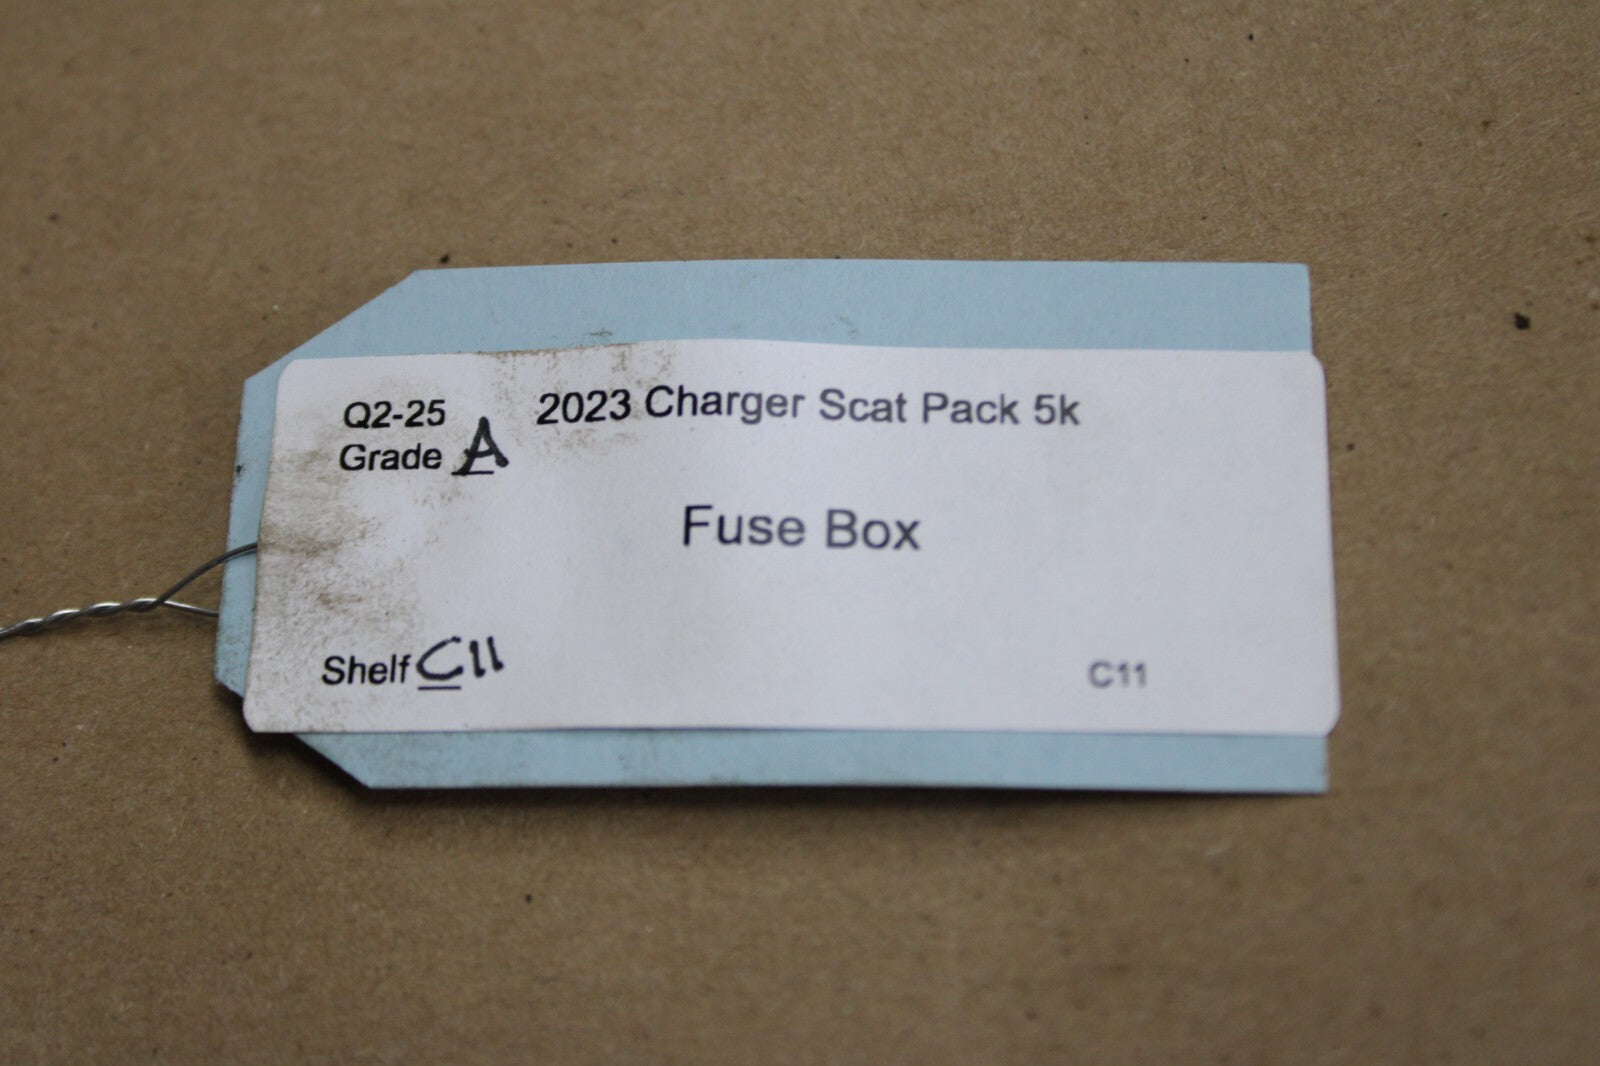 Q2-25 2023 Charger Scat Pack 5k
Grade A
Fuse Box
Shelf C11 C11